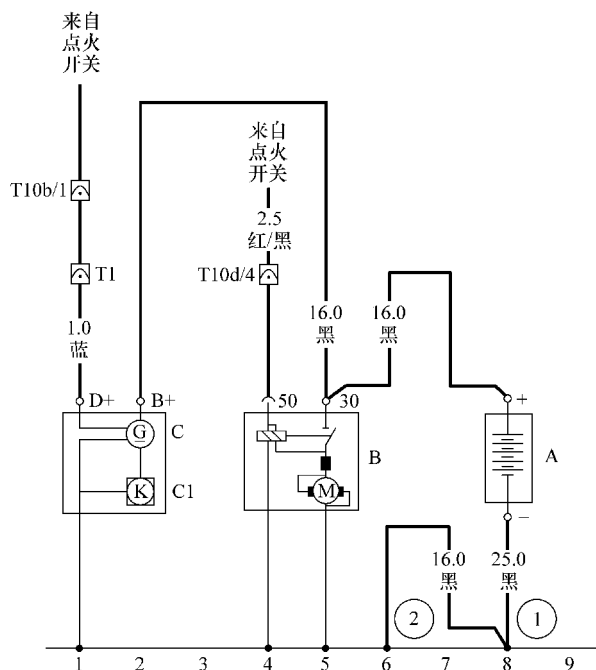 来自
点火
开关
来自
点火
开关
T10b/1
2.5
红/黑
T1
T10d/4
1.0
蓝
16.0
黑
16.0
黑
D+
B+
50
30
+
G
C
B
A
K
C1
M
−
16.0
黑
25.0
黑
2
1
1 2 3 4 5 6 7 8 9